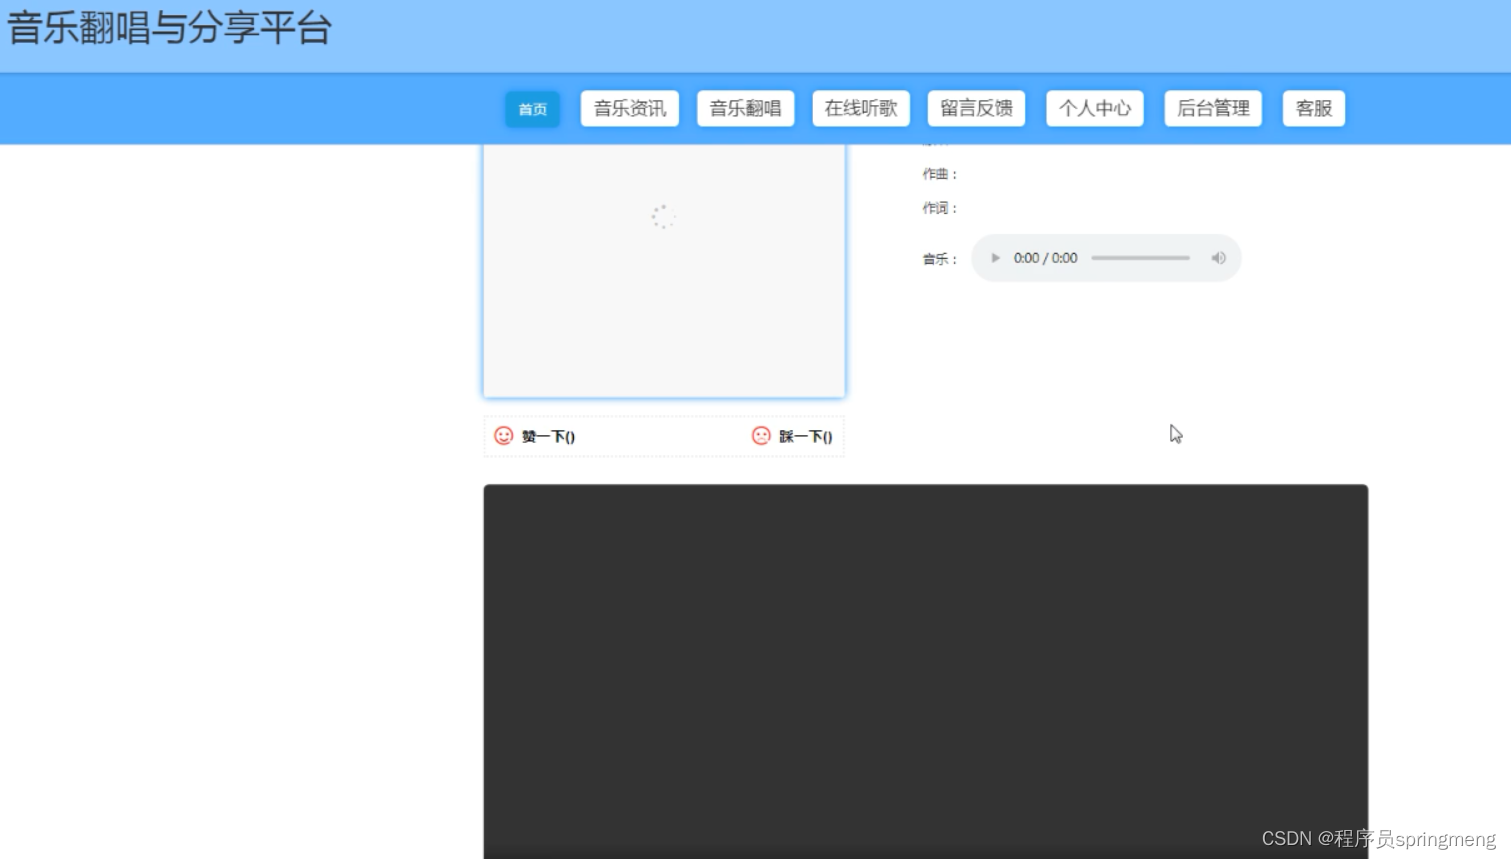 音乐翻唱与分享平台
首页 音乐资讯 音乐翻唱 在线听歌 留言反馈 个人中心 后台管理 客服
作曲：
作词：
音乐： 0:00 / 0:00
赞一下() 踩一下()
CSDN @程序员springmeng